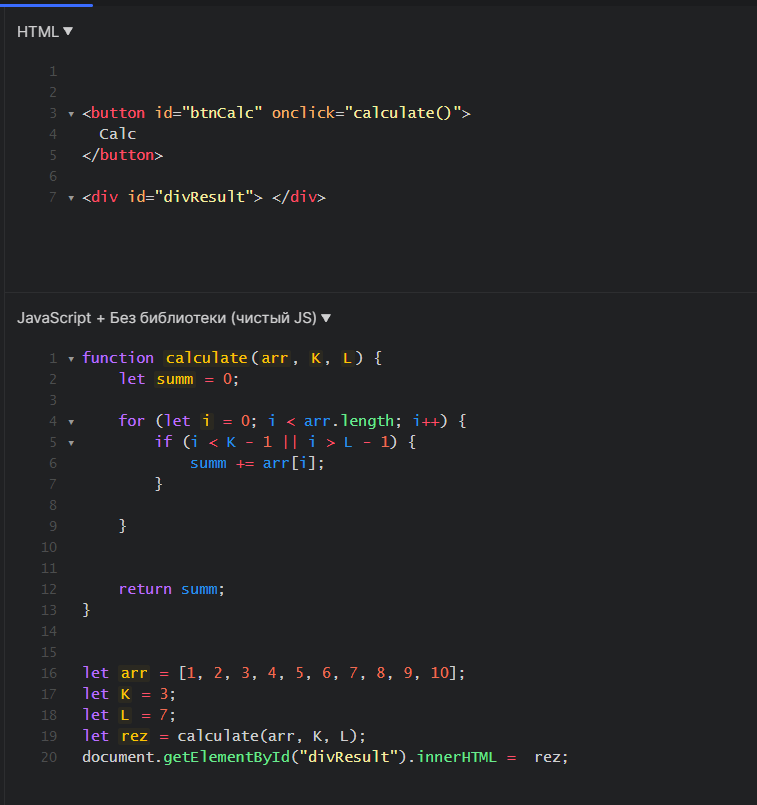 HTML ▼
1
2
3 ▾ <button id="btnCalc" onclick="calculate()">
4 Calc
5 </button>
6
7 ▾ <div id="divResult"> </div>
JavaScript + Без библиотеки (чистый JS) ▼
1 ▾ function calculate(arr, K, L) {
2 let summ = 0;
3
4 ▾ for (let i = 0; i < arr.length; i++) {
5 ▾ if (i < K - 1 || i > L - 1) {
6 summ += arr[i];
7 }
8
9 }
10
11
12 return summ;
13 }
14
15
16 let arr = [1, 2, 3, 4, 5, 6, 7, 8, 9, 10];
17 let K = 3;
18 let L = 7;
19 let rez = calculate(arr, K, L);
20 document.getElementById("divResult").innerHTML = rez;